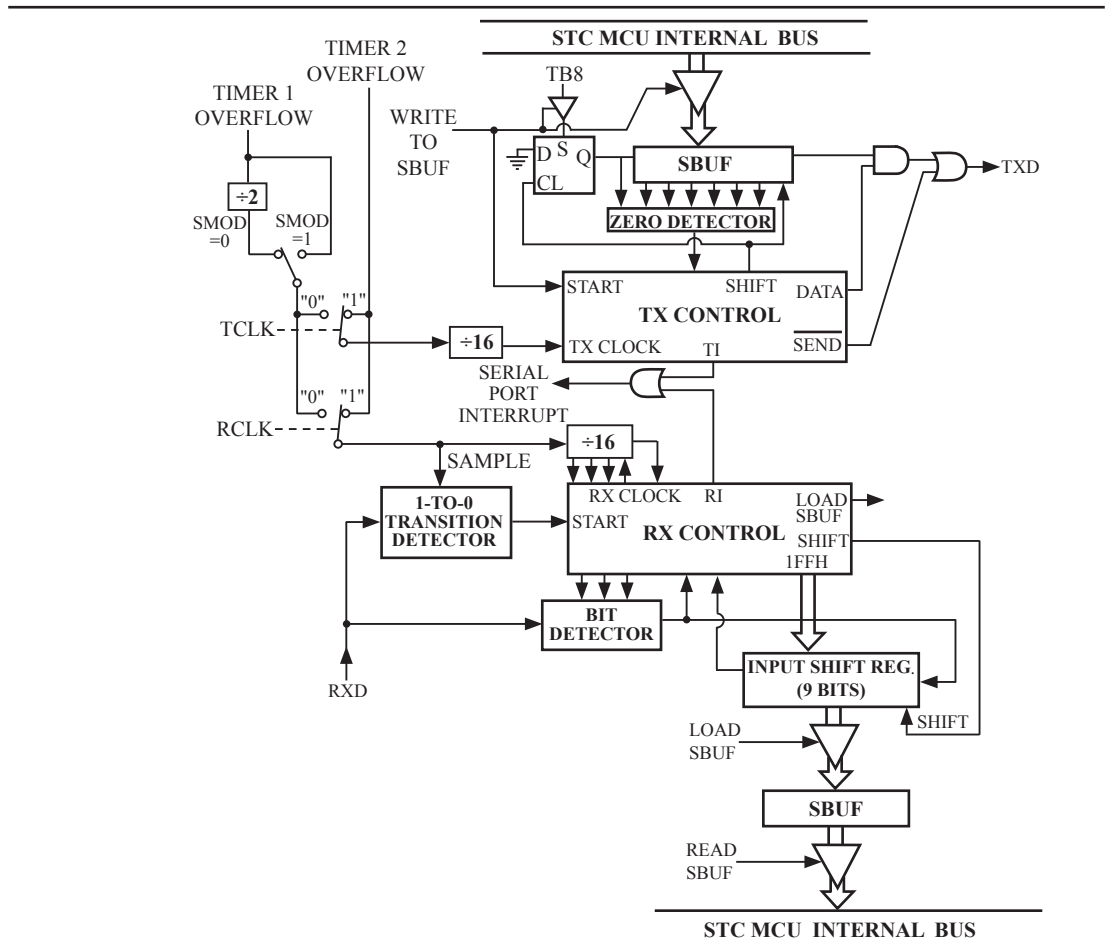 STC MCU INTERNAL BUS
TIMER 2
OVERFLOW
TIMER 1
OVERFLOW
TB8
WRITE
TO
SBUF
D
S
Q
CL
SBUF
TXD
÷2
ZERO DETECTOR
SMOD
=0
SMOD
=1
START
SHIFT
DATA
TX CONTROL
"0"
"1"
TCLK
÷16
TX CLOCK
TI
SEND
SERIAL
PORT
INTERRUPT
"0"
"1"
RCLK
÷16
SAMPLE
RX CLOCK
RI
LOAD
SBUF
1-TO-0
TRANSITION
DETECTOR
START
RX CONTROL
SHIFT
1FFH
BIT
DETECTOR
INPUT SHIFT REG.
(9 BITS)
RXD
SHIFT
LOAD
SBUF
SBUF
READ
SBUF
STC MCU INTERNAL BUS